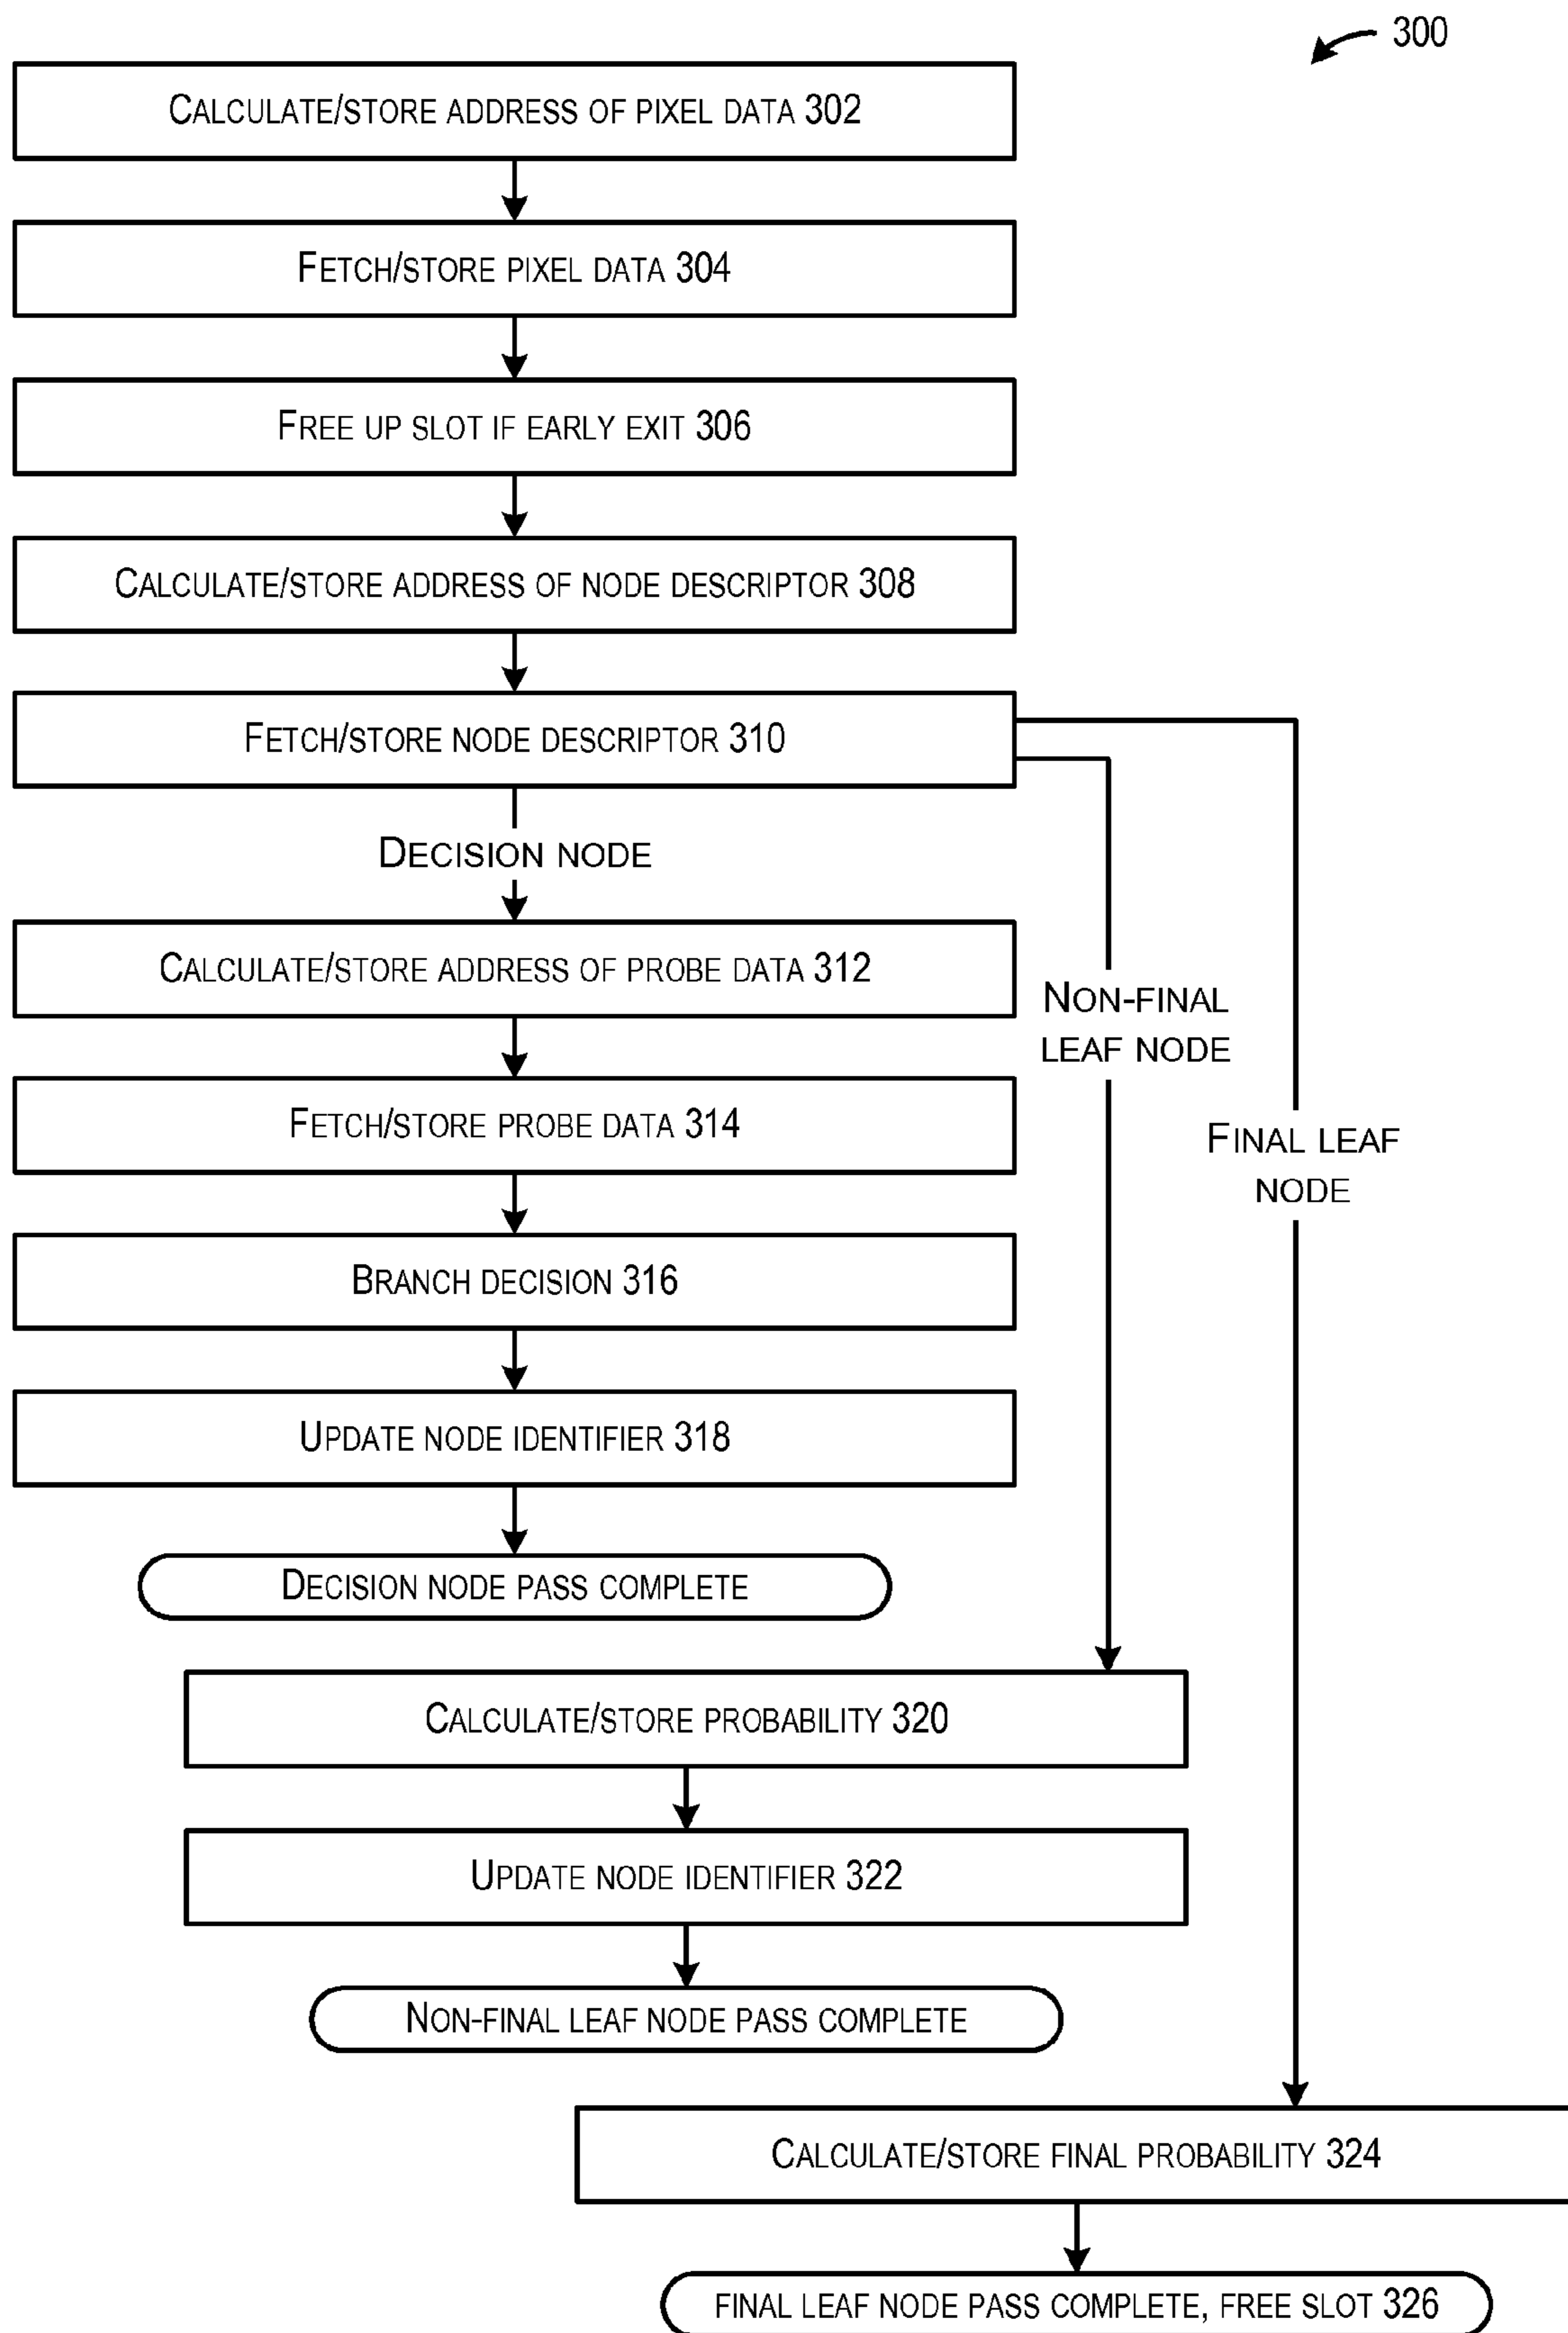 300
CALCULATE/STORE ADDRESS OF PIXEL DATA 302
FETCH/STORE PIXEL DATA 304
FREE UP SLOT IF EARLY EXIT 306
CALCULATE/STORE ADDRESS OF NODE DESCRIPTOR 308
FETCH/STORE NODE DESCRIPTOR 310
DECISION NODE
CALCULATE/STORE ADDRESS OF PROBE DATA 312
NON-FINAL
LEAF NODE
FETCH/STORE PROBE DATA 314
FINAL LEAF
NODE
BRANCH DECISION 316
UPDATE NODE IDENTIFIER 318
DECISION NODE PASS COMPLETE
CALCULATE/STORE PROBABILITY 320
UPDATE NODE IDENTIFIER 322
NON-FINAL LEAF NODE PASS COMPLETE
CALCULATE/STORE FINAL PROBABILITY 324
FINAL LEAF NODE PASS COMPLETE, FREE SLOT 326